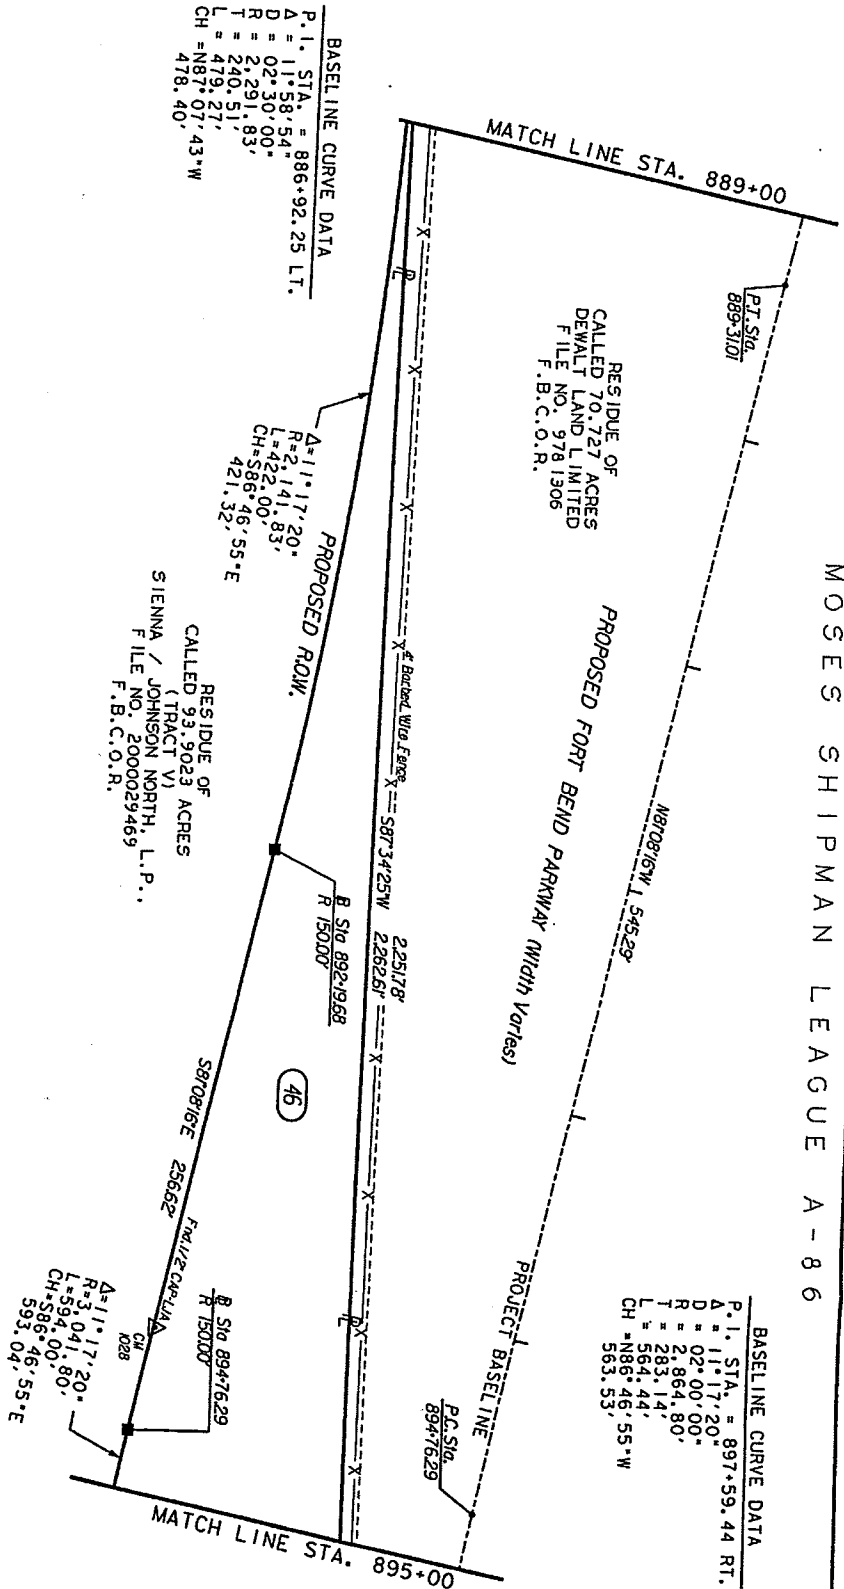 MOSES SHIPMAN LEAGUE A-86
BASELINE CURVE DATA
P.I. STA. = 886+92.25 LT.
Δ = 11°58'54"
D = 02°30'00"
R = 2,291.83'
T = 240.51'
L = 479.27'
CH =N87°07'43"W
478.40'
MATCH LINE STA. 889+00
P.T. Sta.
889+31.01
RESIDUE OF
CALLED 70.727 ACRES
DEWALT LAND LIMITED
FILE NO. 9781306
F.B.C.O.R.
PROPOSED FORT BEND PARKWAY (Width Varies)
N81°08'16"W 545.29'
PROJECT BASELINE
P.C. Sta.
894+76.29
BASELINE CURVE DATA
P.I. STA. = 897+59.44 RT.
Δ = 11°17'20"
D = 02°00'00"
R = 2,864.80'
T = 283.14'
L = 564.44'
CH =N86°46'55"W
563.53'
4' Barbed Wire Fence
S87°34'25"W
2,251.78'
2,262.61'
Δ=11°17'20"
R=2,141.83'
L=422.00'
CH=S86°46'55"E
421.32'
PROPOSED R.O.W.
RESIDUE OF
CALLED 93.9023 ACRES
(TRACT V)
SIENNA / JOHNSON NORTH, L.P.,
FILE NO. 2000029469
F.B.C.O.R.
B Sta 892+19.68
R 150.00'
46
S81°08'16"E 256.62'
Fnd.1/2" CAP-LJA
CM
1028
B Sta 894+76.29
R 150.00'
Δ=11°17'20"
R=3,041.80'
L=594.00'
CH=S86°46'55"E
593.04'
MATCH LINE STA. 895+00